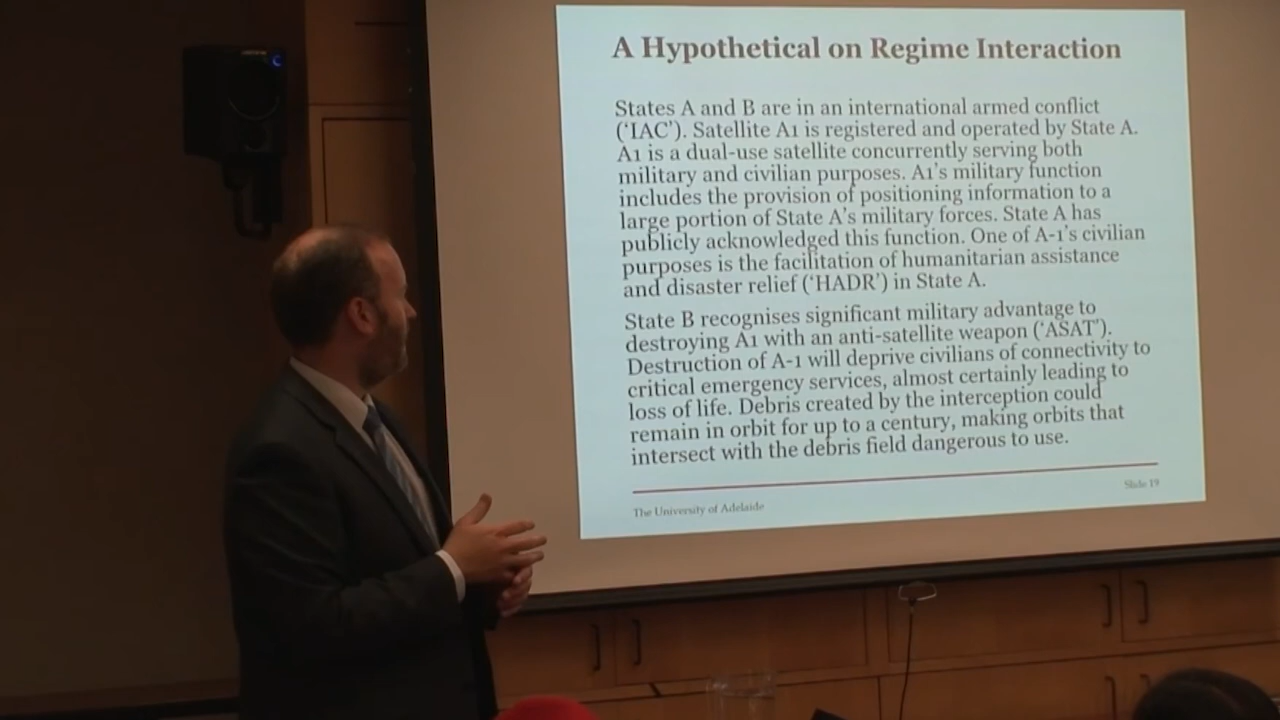 A Hypothetical on Regime Interaction
States A and B are in an international armed conflict
(‘IAC’). Satellite A1 is registered and operated by State A.
A1 is a dual-use satellite concurrently serving both
military and civilian purposes. A1’s military function
includes the provision of positioning information to a
large portion of State A’s military forces. State A has
publicly acknowledged this function. One of A-1’s civilian
purposes is the facilitation of humanitarian assistance
and disaster relief (‘HADR’) in State A.
State B recognises significant military advantage to
destroying A1 with an anti-satellite weapon (‘ASAT’).
Destruction of A-1 will deprive civilians of connectivity to
critical emergency services, almost certainly leading to
loss of life. Debris created by the interception could
remain in orbit for up to a century, making orbits that
intersect with the debris field dangerous to use.
Slide 19
The University of Adelaide